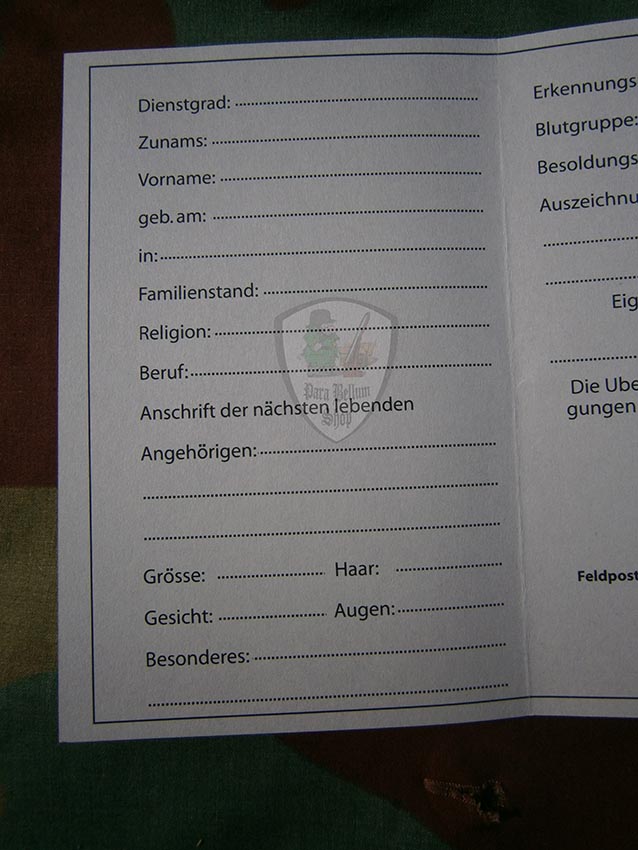 Dienstgrad:
Zunams:
Vorname:
geb. am:
in:
Familienstand:
Religion:
Beruf:
Anschrift der nächsten lebenden
Angehörigen:
Grösse: Haar:
Gesicht: Augen:
Besonderes:
Erkennungs
Blutgruppe:
Besoldungs
Auszeichnu
Eig
Die Ube
gungen
Feldpost
Para Bellum
Shop